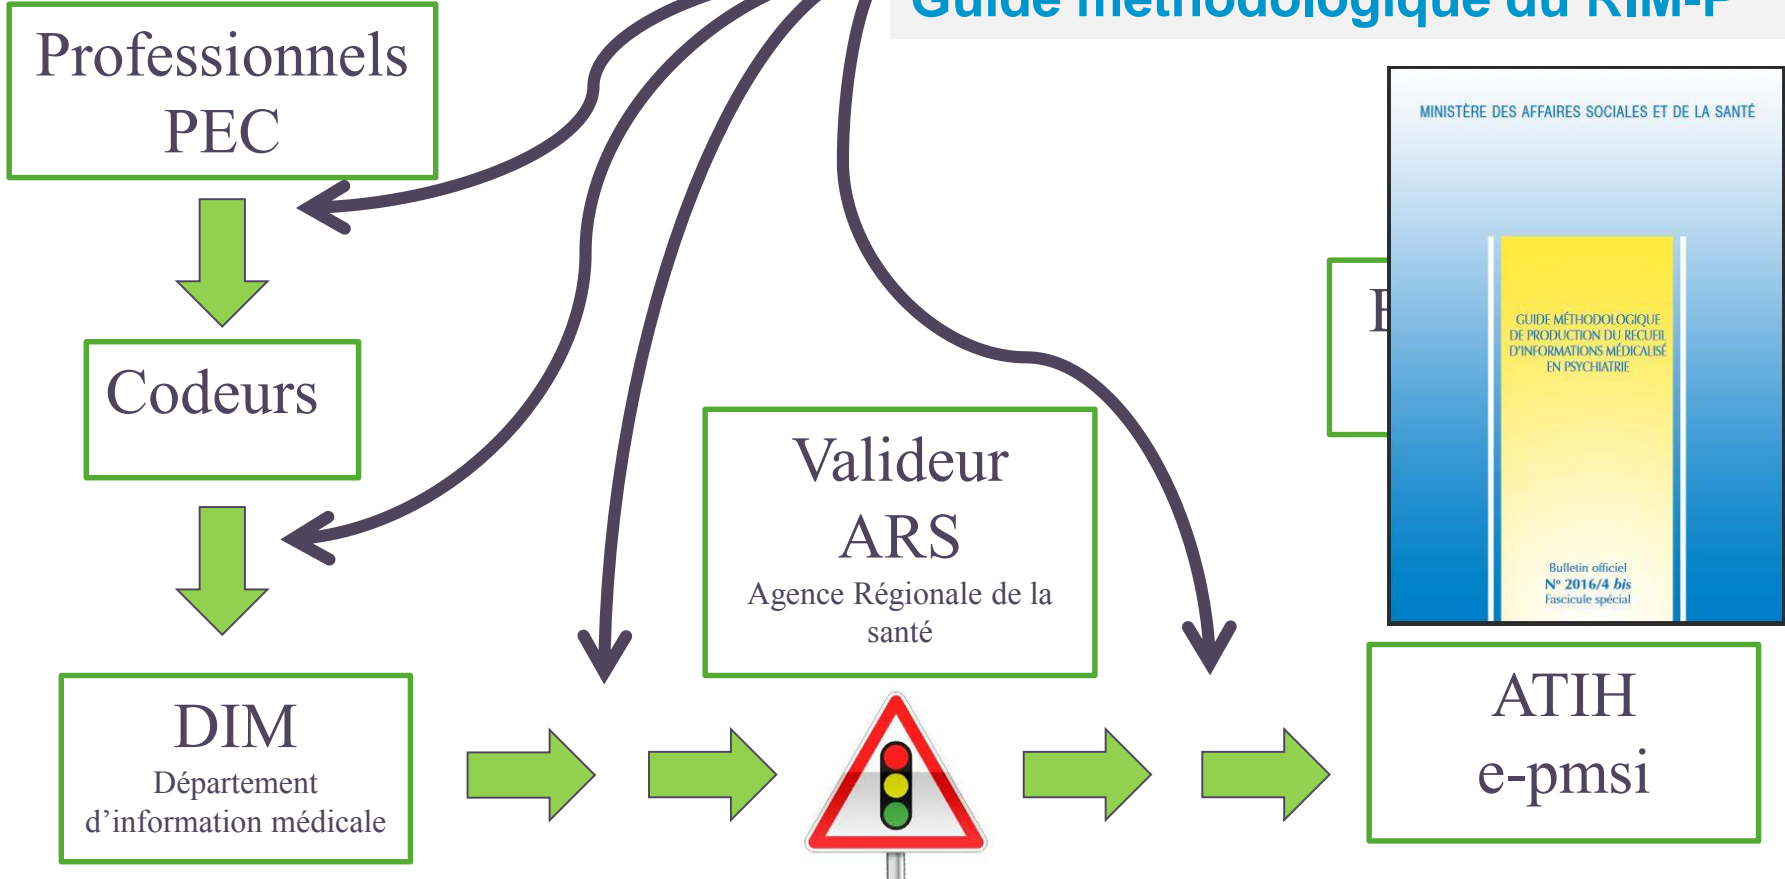 Guide méthodologique du RIM-P
Professionnels
PEC
MINISTÈRE DES AFFAIRES SOCIALES ET DE LA SANTÉ
GUIDE MÉTHODOLOGIQUE
DE PRODUCTION DU RECUEIL
D'INFORMATIONS MÉDICALISÉ
EN PSYCHIATRIE
Bulletin officiel
Nº 2016/4 bis
Fascicule spécial
Codeurs
Valideur
ARS
Agence Régionale de la
santé
DIM
Département
d’information médicale
ATIH
e-pmsi